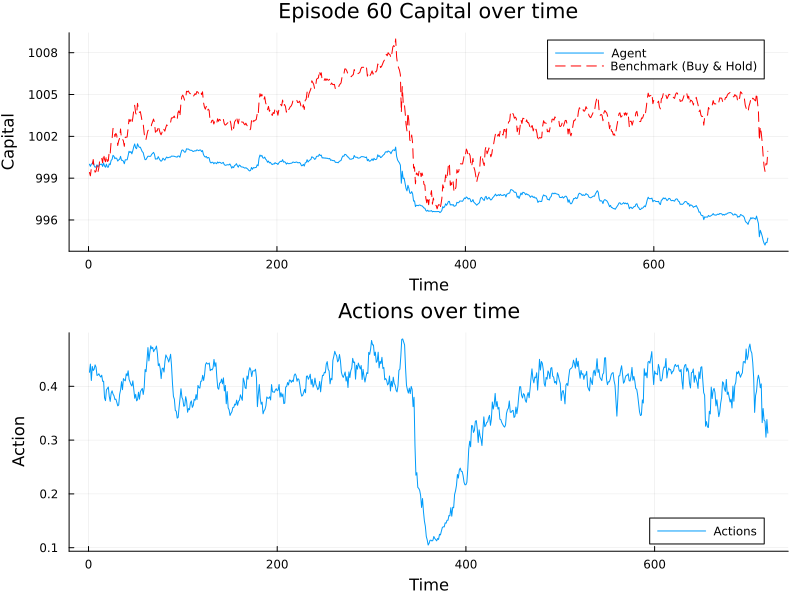 Episode 60 Capital over time
Capital
1008
1005
1002
999
996
Agent
Benchmark (Buy & Hold)
0
200
400
600
Time
Actions over time
Action
0.4
0.3
0.2
0.1
Actions
0
200
400
600
Time